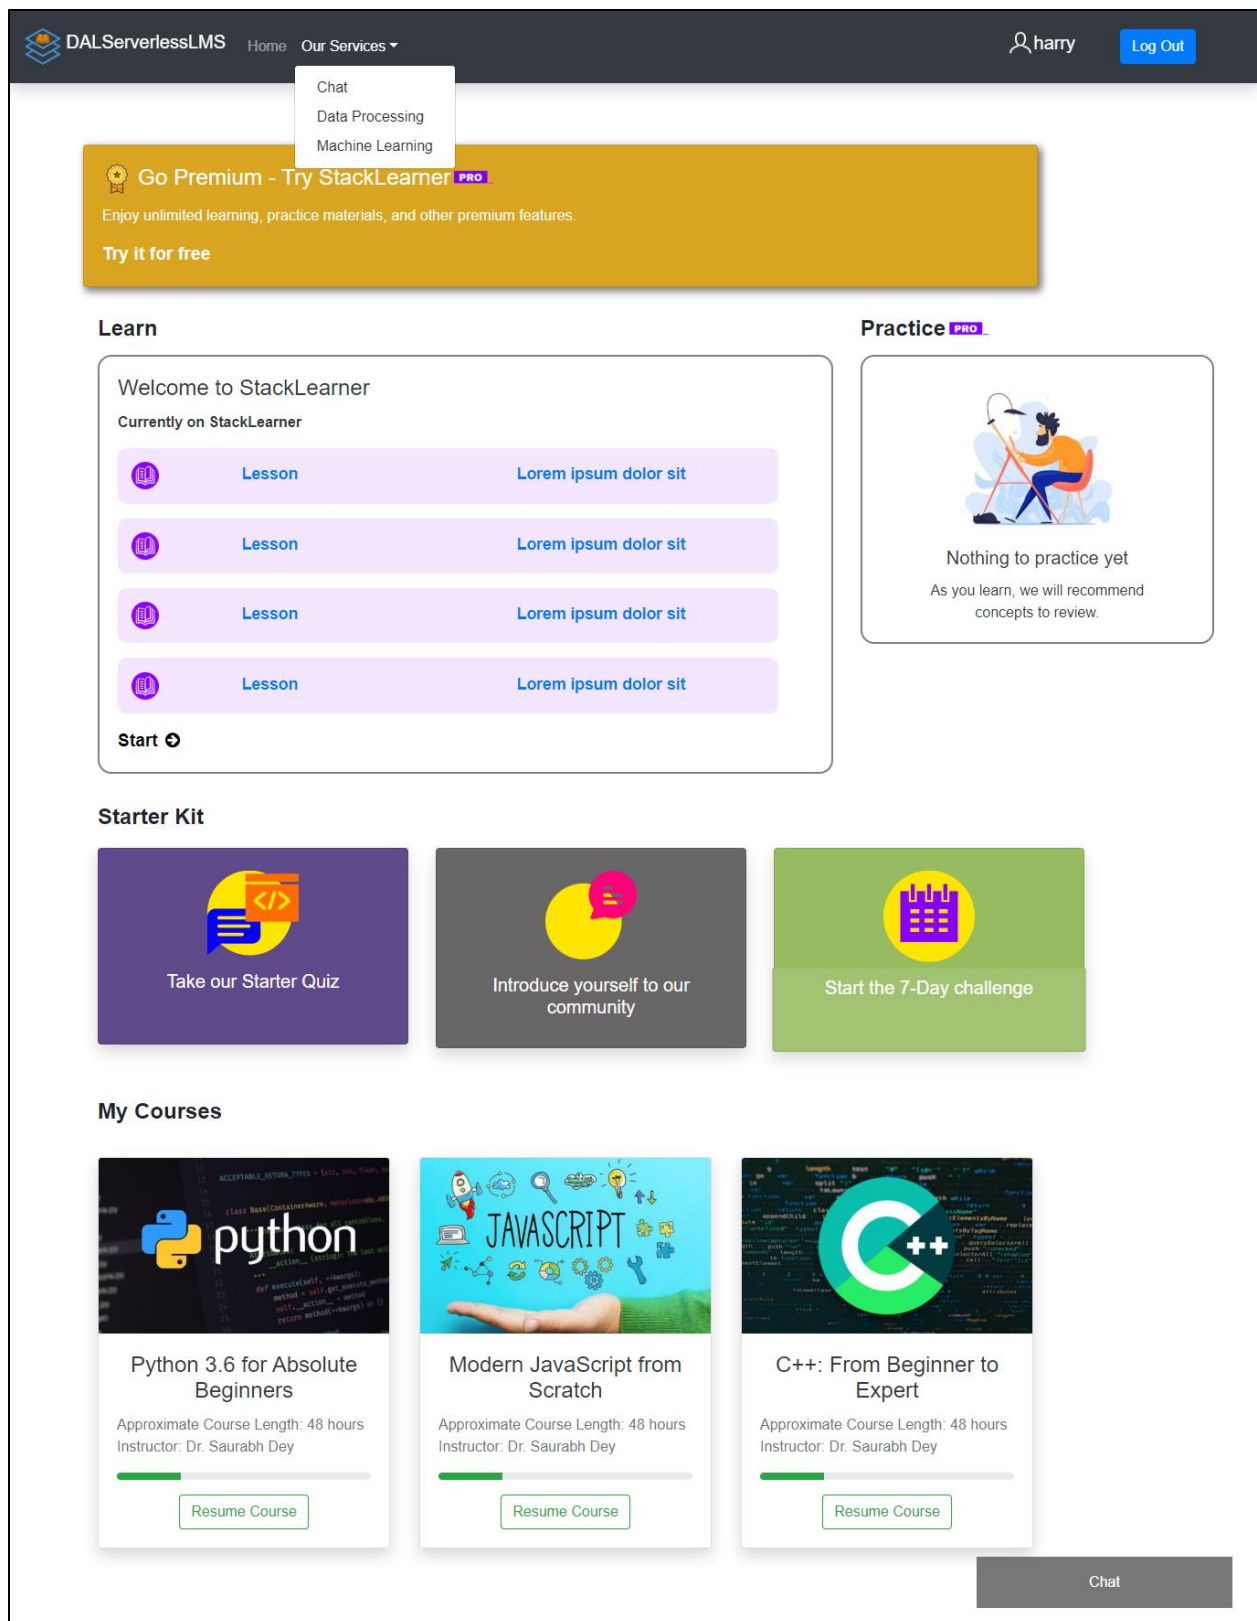 DALServerlessLMS Home Our Services harry Log Out
Chat
Data Processing
Machine Learning
Go Premium - Try StackLearner PRO
Enjoy unlimited learning, practice materials, and other premium features.
Try it for free
Learn
Practice PRO
Welcome to StackLearner
Currently on StackLearner
Lesson Lorem ipsum dolor sit
Lesson Lorem ipsum dolor sit
Lesson Lorem ipsum dolor sit
Lesson Lorem ipsum dolor sit
Start
Nothing to practice yet
As you learn, we will recommend
concepts to review.
Starter Kit
</>
Take our Starter Quiz
Introduce yourself to our
community
Start the 7-Day challenge
My Courses
python
JAVASCRIPT
C++
Python 3.6 for Absolute
Beginners
Approximate Course Length: 48 hours
Instructor: Dr. Saurabh Dey
Resume Course
Modern JavaScript from
Scratch
Approximate Course Length: 48 hours
Instructor: Dr. Saurabh Dey
Resume Course
C++: From Beginner to
Expert
Approximate Course Length: 48 hours
Instructor: Dr. Saurabh Dey
Resume Course
Chat